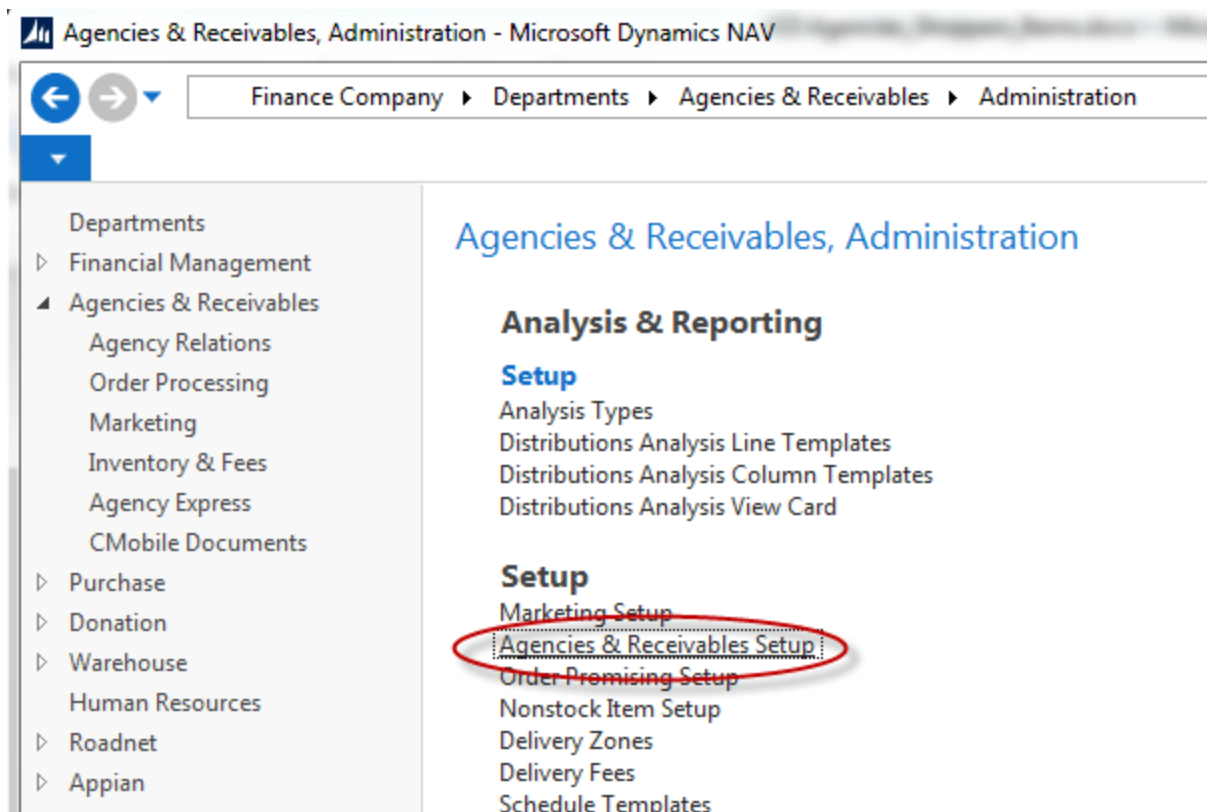 Agencies & Receivables, Administration - Microsoft Dynamics NAV
Finance Company ▸ Departments ▸ Agencies & Receivables ▸ Administration
Departments
Financial Management
Agencies & Receivables
Agency Relations
Order Processing
Marketing
Inventory & Fees
Agency Express
CMobile Documents
Purchase
Donation
Warehouse
Human Resources
Roadnet
Appian
Agencies & Receivables, Administration
Analysis & Reporting
Setup
Analysis Types
Distributions Analysis Line Templates
Distributions Analysis Column Templates
Distributions Analysis View Card
Setup
Marketing Setup
Agencies & Receivables Setup
Order Promising Setup
Nonstock Item Setup
Delivery Zones
Delivery Fees
Schedule Templates